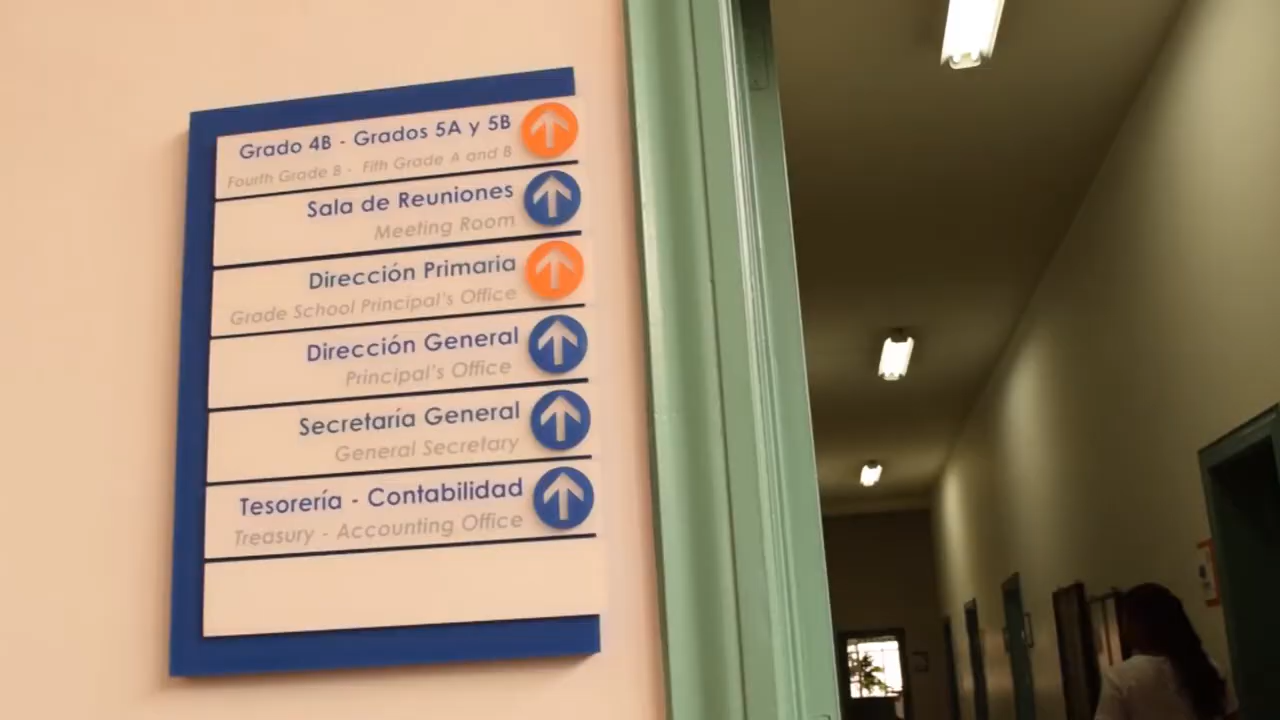 Grado 4B - Grados 5A y 5B
Fourth Grade B - Fith Grade A and B
Sala de Reuniones
Meeting Room
Dirección Primaria
Grade School Principal's Office
Dirección General
Principal's Office
Secretaría General
General Secretary
Tesorería - Contabilidad
Treasury - Accounting Office